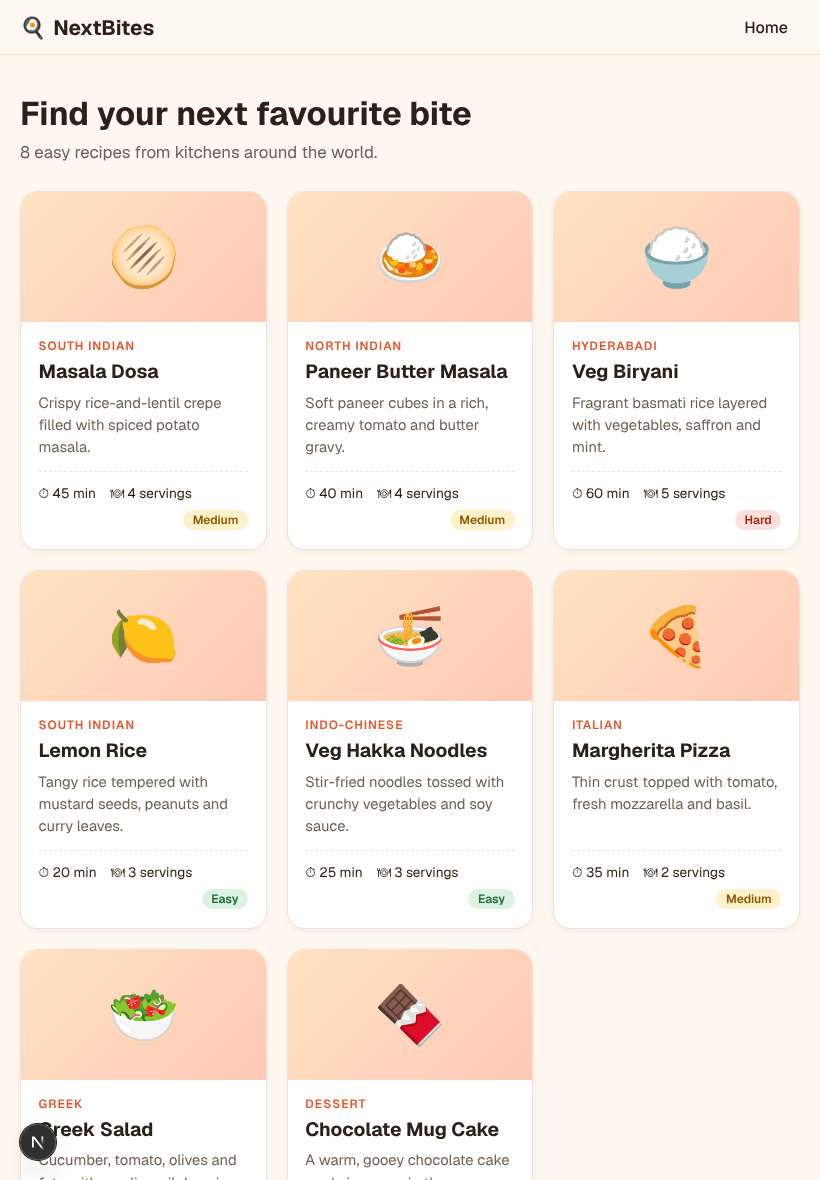 NextBites
Home
Find your next favourite bite
8 easy recipes from kitchens around the world.
SOUTH INDIAN
Masala Dosa
Crispy rice-and-lentil crepe
filled with spiced potato
masala.
45 min 4 servings
Medium
NORTH INDIAN
Paneer Butter Masala
Soft paneer cubes in a rich,
creamy tomato and butter
gravy.
40 min 4 servings
Medium
HYDERABADI
Veg Biryani
Fragrant basmati rice layered
with vegetables, saffron and
mint.
60 min 5 servings
Hard
SOUTH INDIAN
Lemon Rice
Tangy rice tempered with
mustard seeds, peanuts and
curry leaves.
20 min 3 servings
Easy
INDO-CHINESE
Veg Hakka Noodles
Stir-fried noodles tossed with
crunchy vegetables and soy
sauce.
25 min 3 servings
Easy
ITALIAN
Margherita Pizza
Thin crust topped with tomato,
fresh mozzarella and basil.
35 min 2 servings
Medium
GREEK
Greek Salad
Cucumber, tomato, olives and
DESSERT
Chocolate Mug Cake
A warm, gooey chocolate cake
N